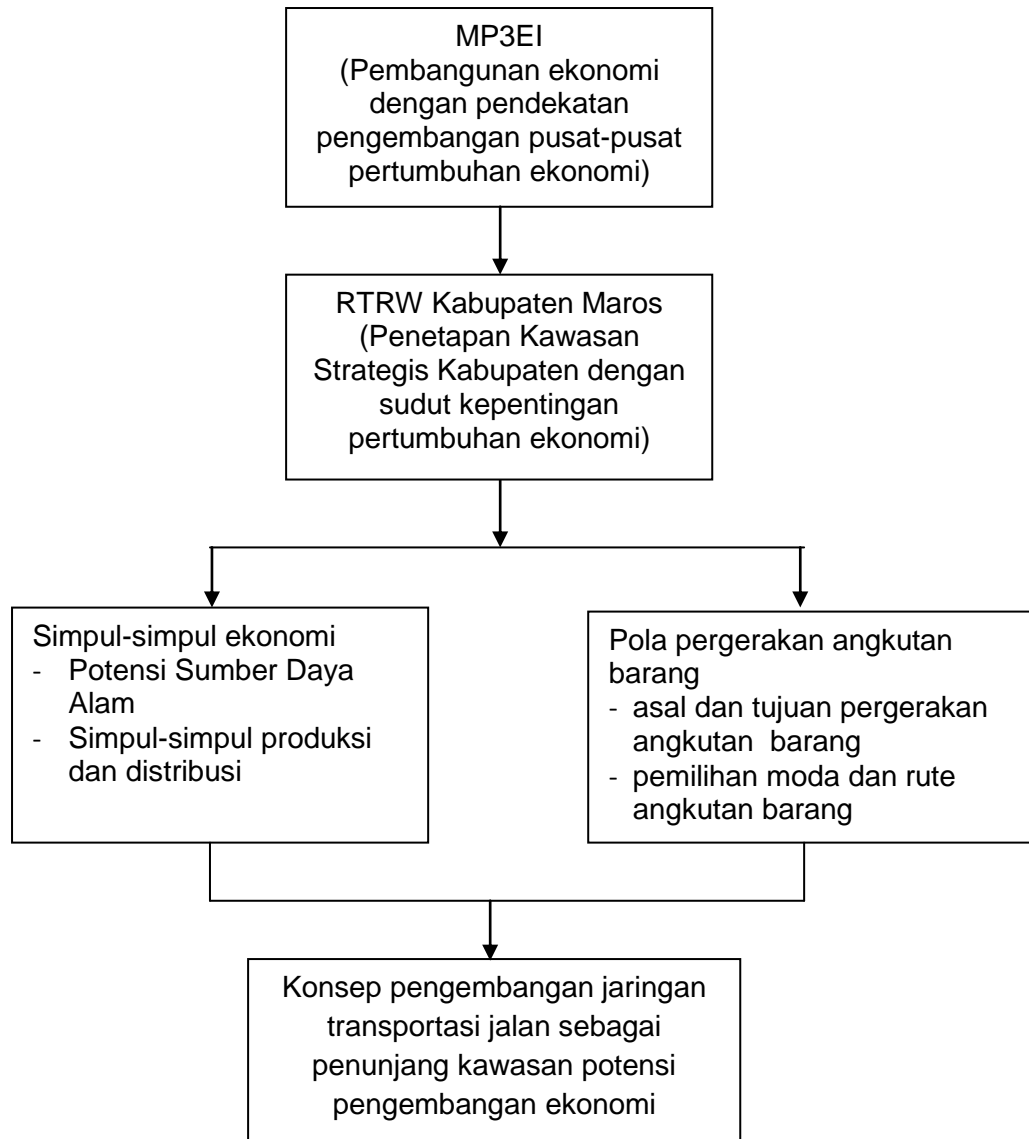 MP3EI
(Pembangunan ekonomi
dengan pendekatan
pengembangan pusat-pusat
pertumbuhan ekonomi)
RTRW Kabupaten Maros
(Penetapan Kawasan
Strategis Kabupaten dengan
sudut kepentingan
pertumbuhan ekonomi)
Simpul-simpul ekonomi
- Potensi Sumber Daya
Alam
- Simpul-simpul produksi
dan distribusi
Pola pergerakan angkutan
barang
- asal dan tujuan pergerakan
angkutan barang
- pemilihan moda dan rute
angkutan barang
Konsep pengembangan jaringan
transportasi jalan sebagai
penunjang kawasan potensi
pengembangan ekonomi